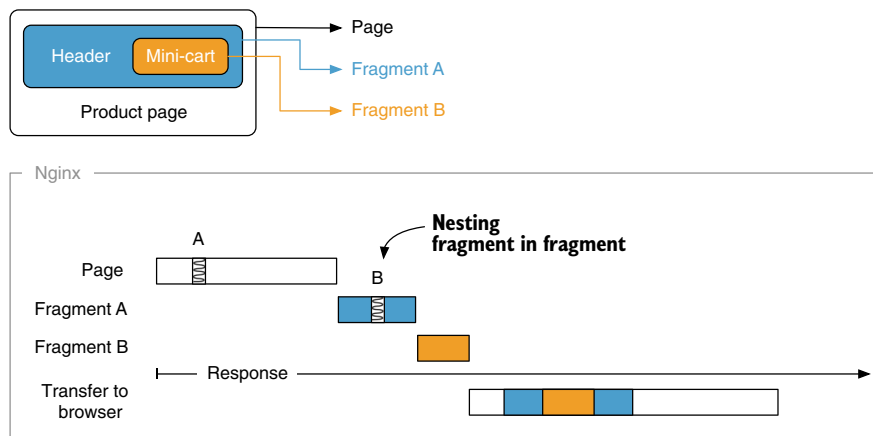 Page
Header
Mini-cart
Fragment A
Product page
Fragment B
Nginx
Nesting
fragment in fragment
A
Page
B
Fragment A
Fragment B
Response
Transfer to
browser